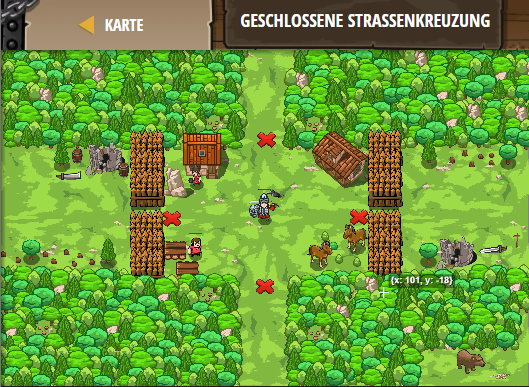 KARTE
GESCHLOSSENE STRASSENKREUZUNG
{x: 101, y: -18}